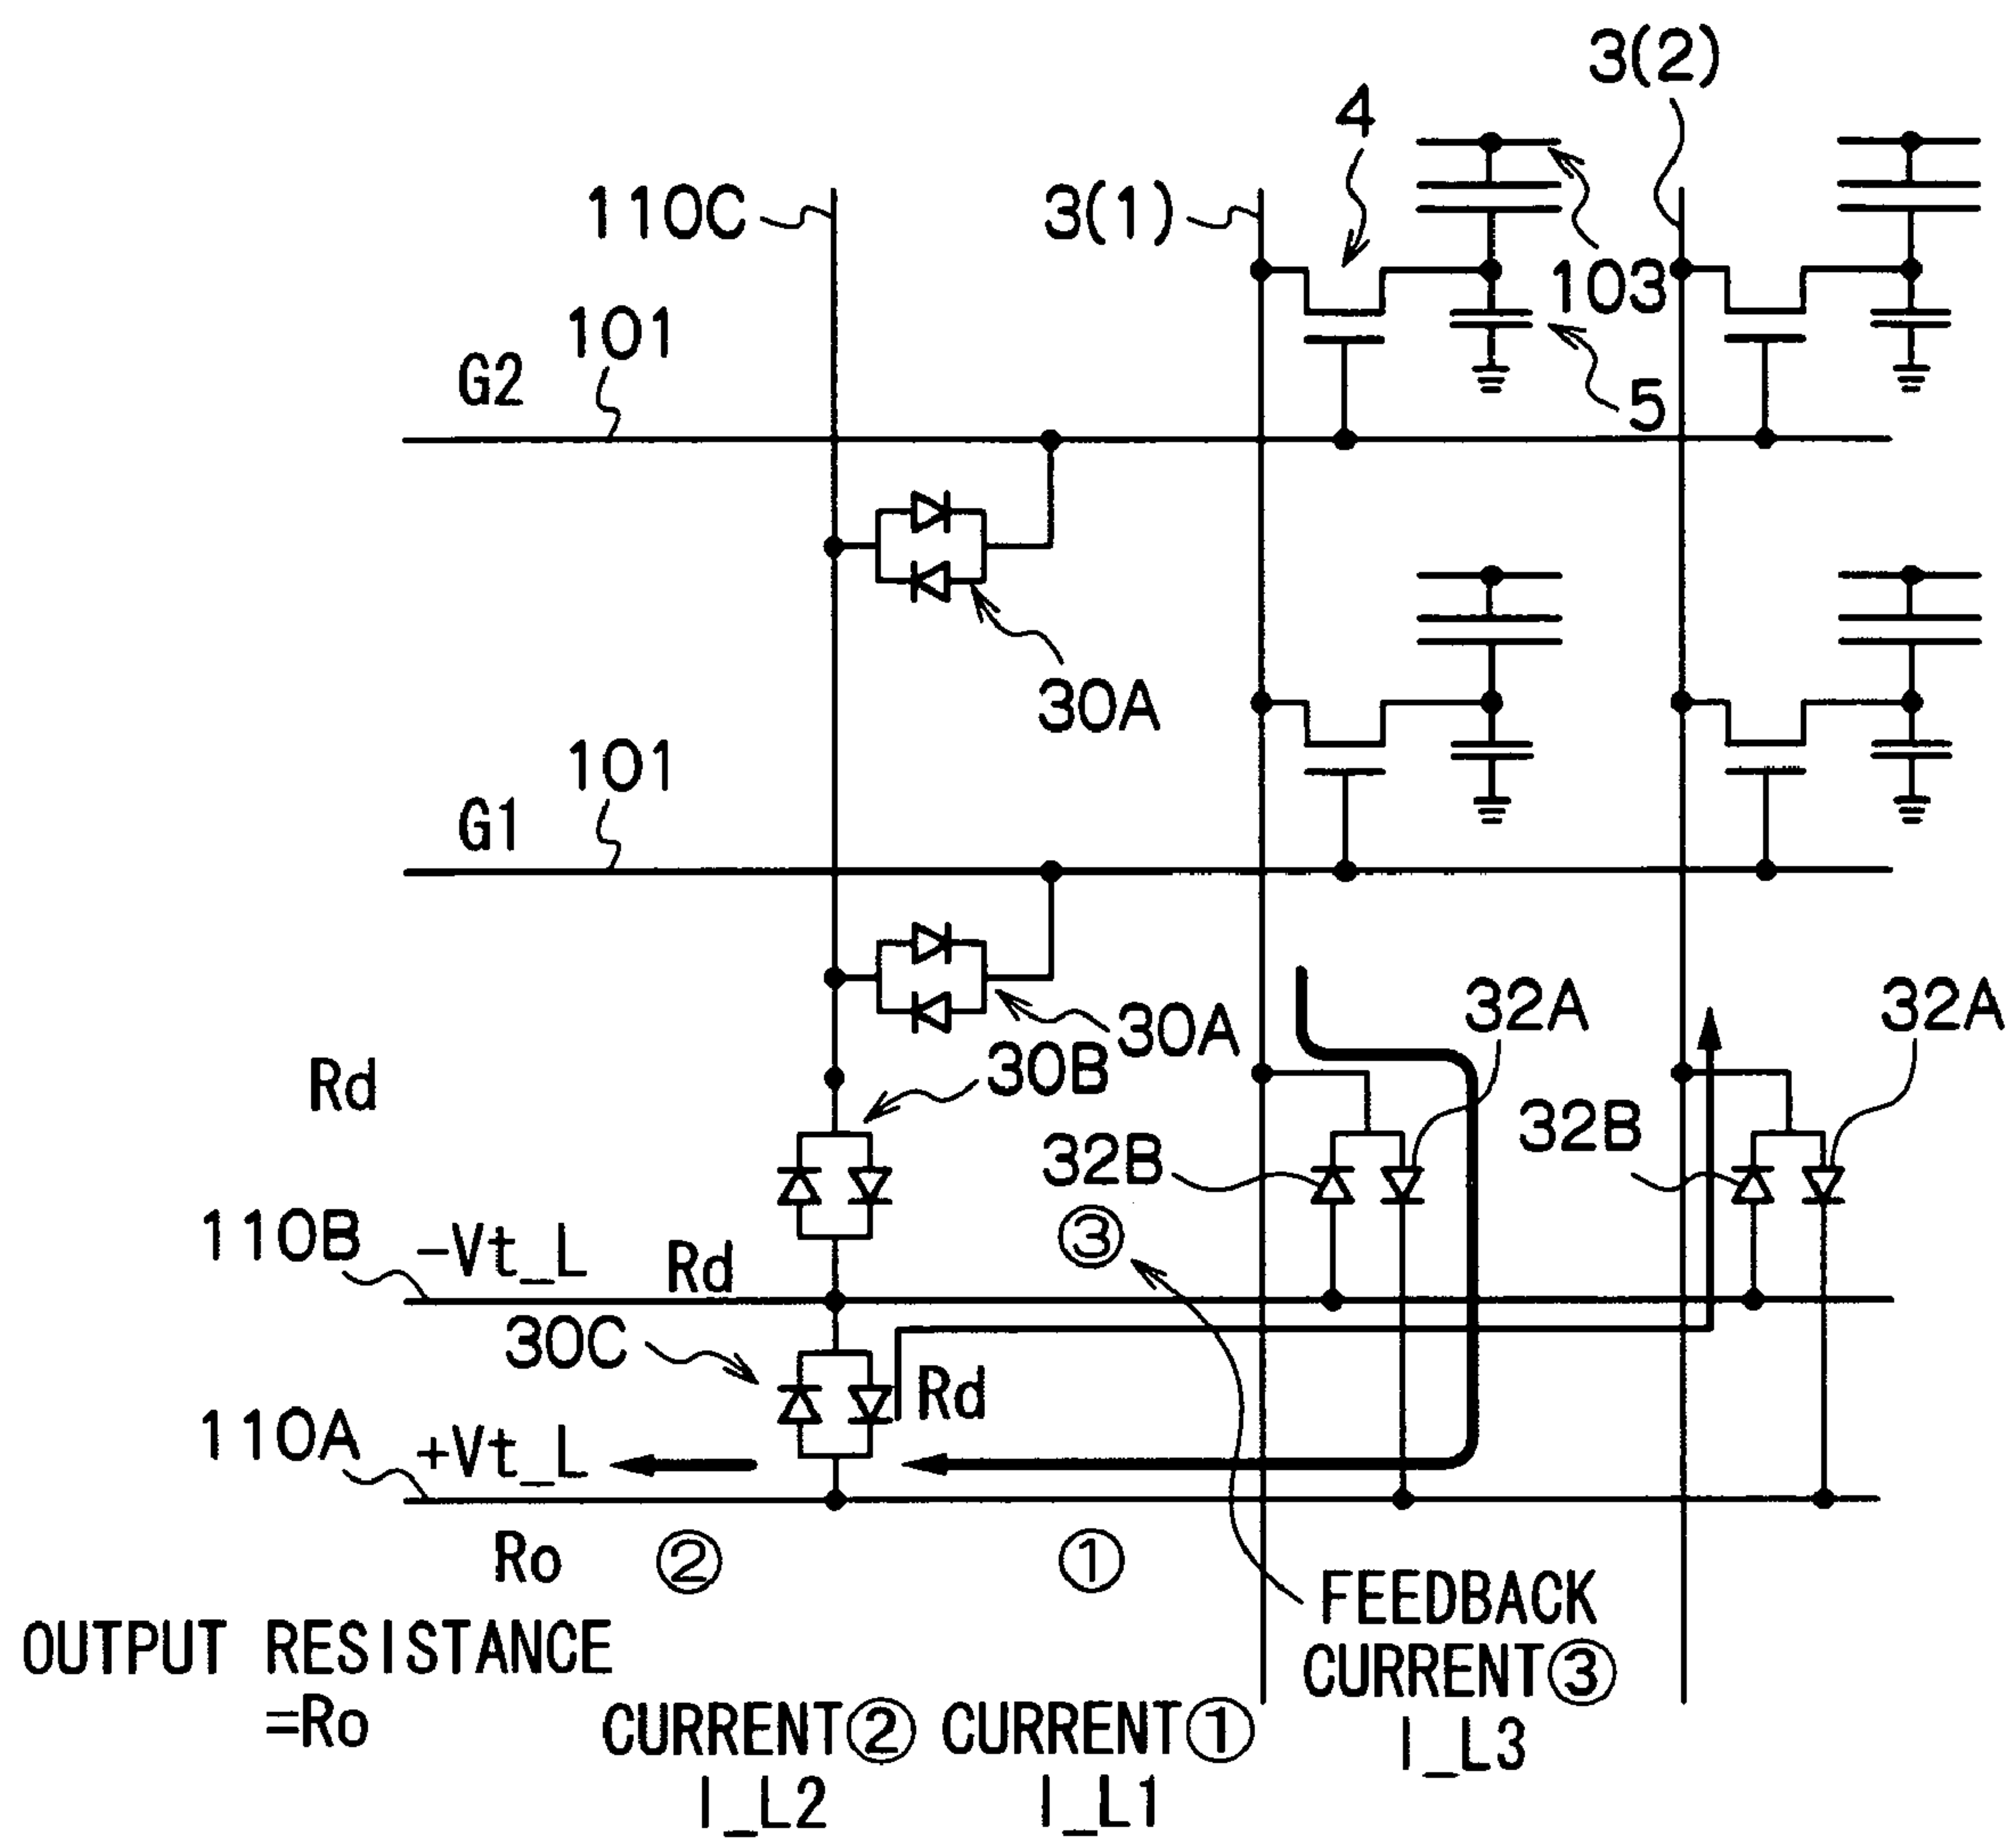 3(2)
4
110C
3(1)
103
101
G2
5
30A
101
G1
30A
32A
32A
30B
Rd
32B
32B
③
110B
-Vt_L
Rd
30C
Rd
110A
+Vt_L
Ro
②
①
FEEDBACK
CURRENT③
I_L3
OUTPUT RESISTANCE
=Ro
CURRENT②
I_L2
CURRENT①
I_L1